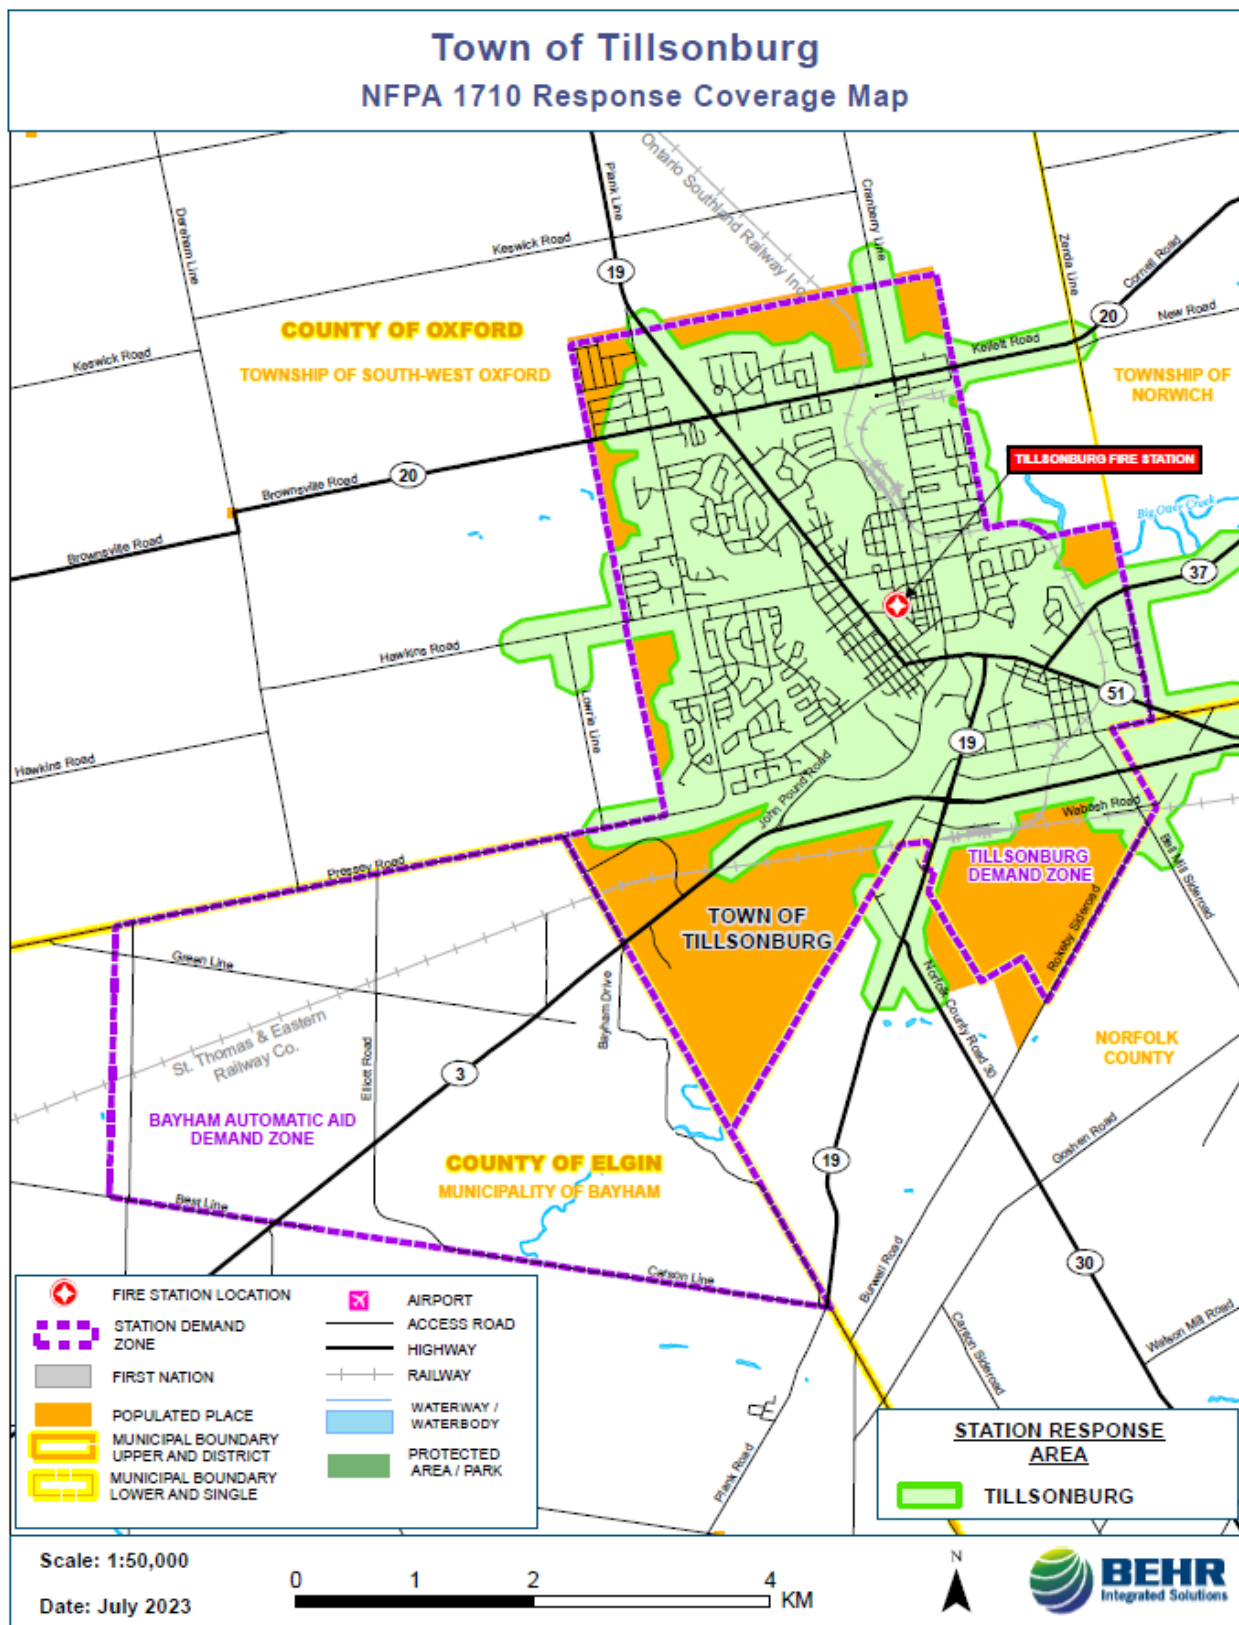 Town of Tillsonburg
NFPA 1710 Response Coverage Map
Ontario Southland Railway Inc
Plank Line
Cranberry Line
Dereham Line
Zenda Line
Cornell Road
Keswick Road
19
COUNTY OF OXFORD
20
New Road
Keswick Road
Kellett Road
TOWNSHIP OF SOUTH-WEST OXFORD
TOWNSHIP OF
NORWICH
TILLSONBURG FIRE STATION
20
Brownsville Road
Big Otter Creek
Brownsville Road
37
Hawkins Road
51
Lowrie Line
19
Hawkins Road
John Pound Road
Wabash Road
Pressey Road
TILLSONBURG
DEMAND ZONE
Bell Mill Sideroad
TOWN OF
TILLSONBURG
Rokeby Sideroad
Green Line
Bayham Drive
Norfolk County Road 30
St. Thomas & Eastern
Railway Co.
Elliott Road
NORFOLK
COUNTY
3
BAYHAM AUTOMATIC AID
DEMAND ZONE
Goshen Road
COUNTY OF ELGIN
19
MUNICIPALITY OF BAYHAM
Best Line
Burwell Road
30
Carson Line
Watson Mill Road
Carson Sideroad
Plank Road
FIRE STATION LOCATION
STATION DEMAND
ZONE
FIRST NATION
POPULATED PLACE
MUNICIPAL BOUNDARY
UPPER AND DISTRICT
MUNICIPAL BOUNDARY
LOWER AND SINGLE
AIRPORT
ACCESS ROAD
HIGHWAY
RAILWAY
WATERWAY /
WATERBODY
PROTECTED
AREA / PARK
STATION RESPONSE
AREA
TILLSONBURG
Scale: 1:50,000
Date: July 2023
0 1 2 4 KM
N
BEHR
Integrated Solutions